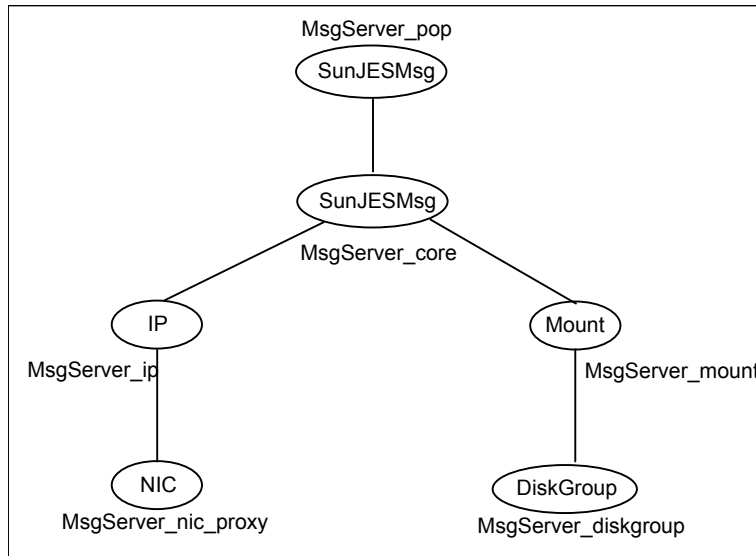 MsgServer_pop
SunJESMsg
SunJESMsg
MsgServer_core
IP
Mount
MsgServer_ip
MsgServer_mount
NIC
DiskGroup
MsgServer_nic_proxy
MsgServer_diskgroup